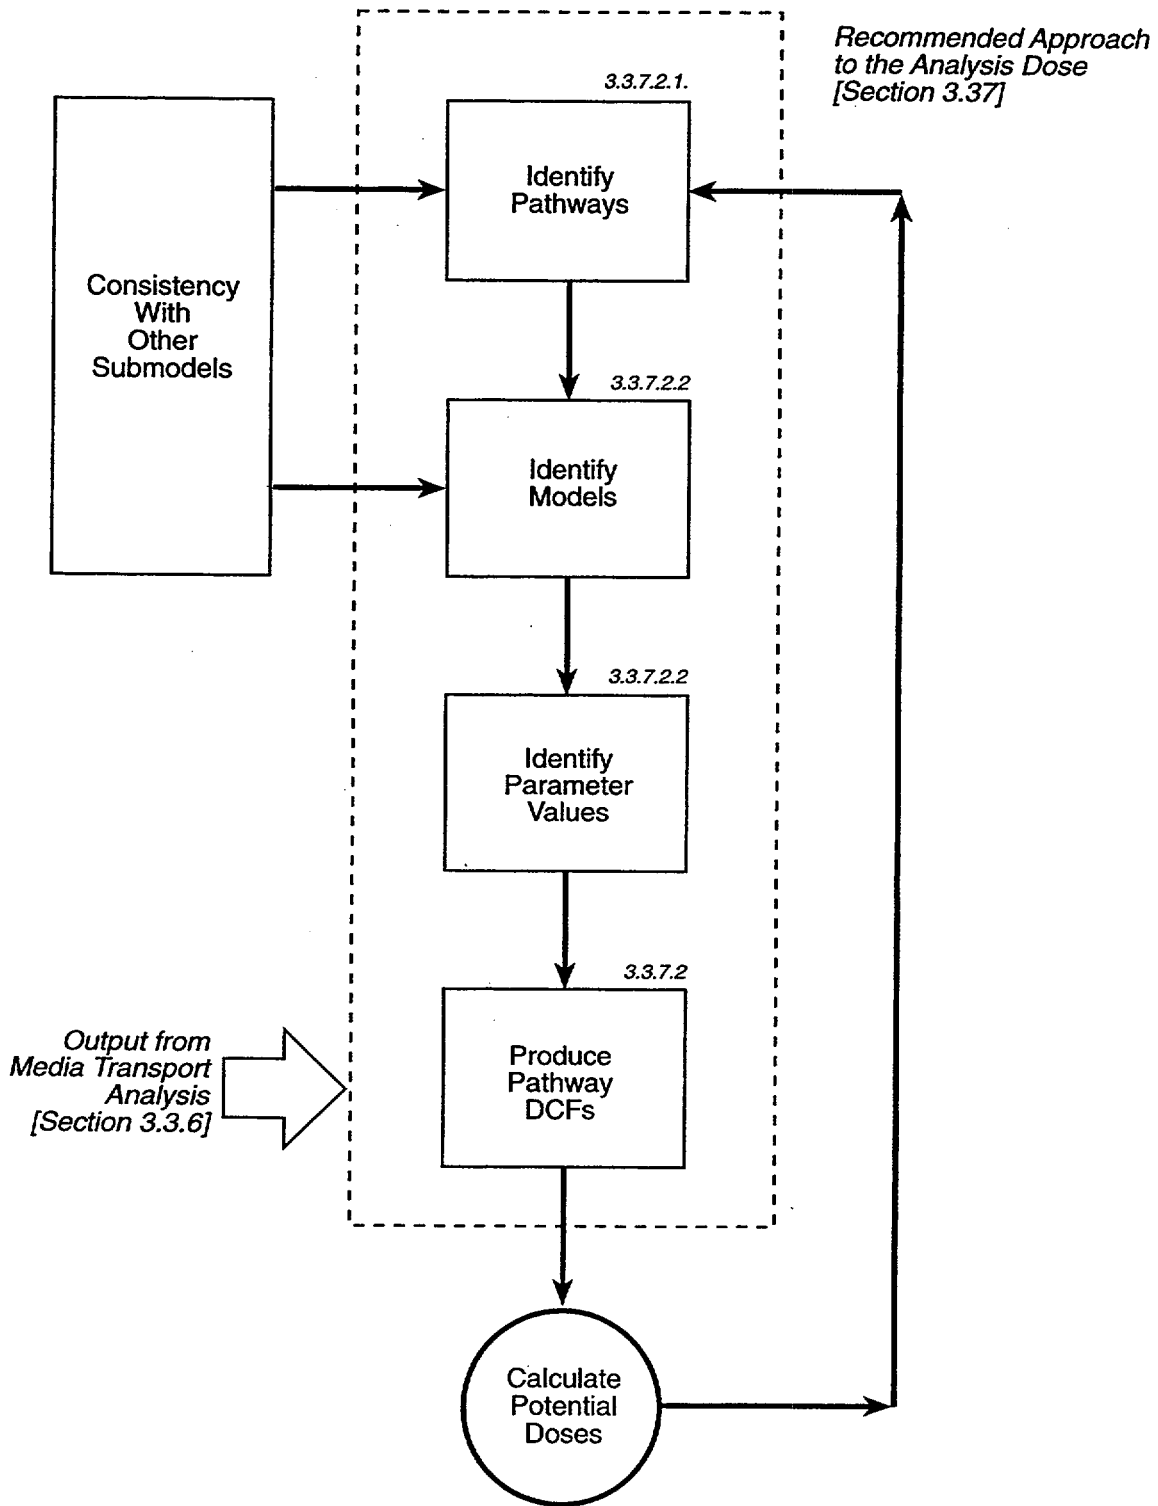 Recommended Approach
to the Analysis Dose
[Section 3.37]
3.3.7.2.1.
Identify
Pathways
Consistency
With
Other
Submodels
3.3.7.2.2
Identify
Models
3.3.7.2.2
Identify
Parameter
Values
3.3.7.2
Produce
Pathway
DCFs
Output from
Media Transport
Analysis
[Section 3.3.6]
Calculate
Potential
Doses